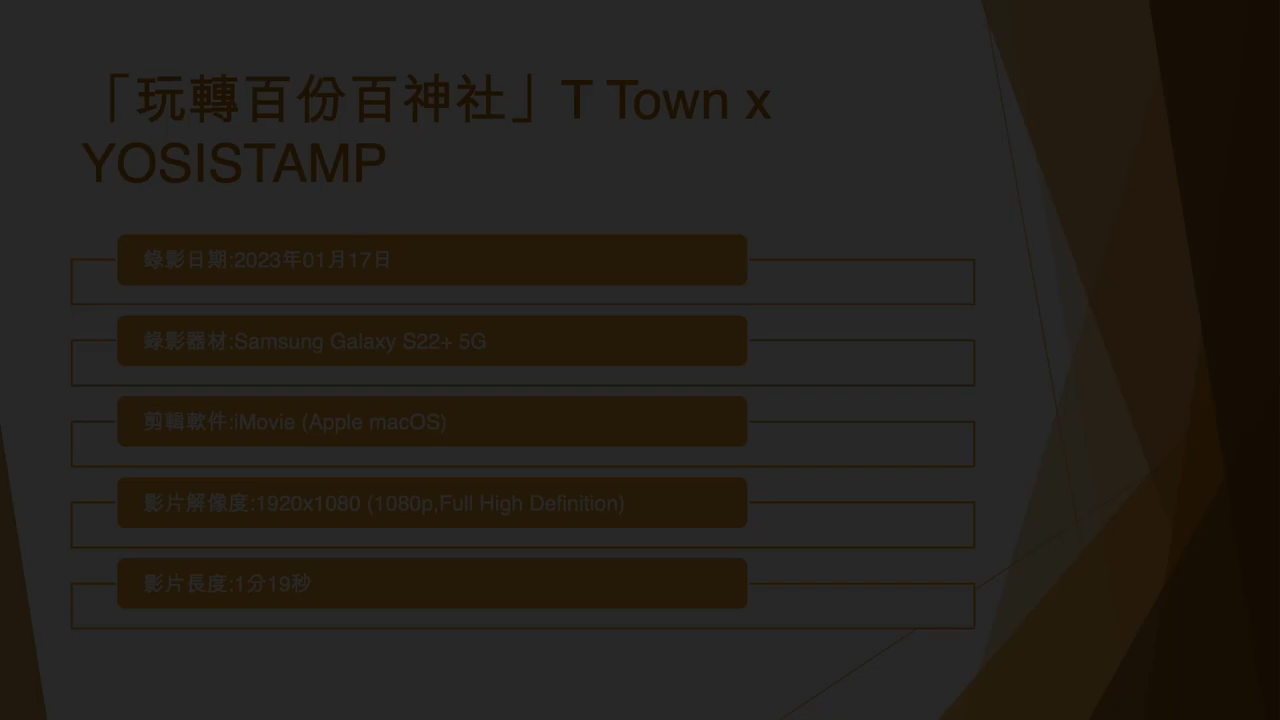 「玩轉百份百神社」T Town x
YOSISTAMP
錄影日期:2023年01月17日
錄影器材:Samsung Galaxy S22+ 5G
剪輯軟件:iMovie (Apple macOS)
影片解像度:1920x1080 (1080p,Full High Definition)
影片長度:1分19秒